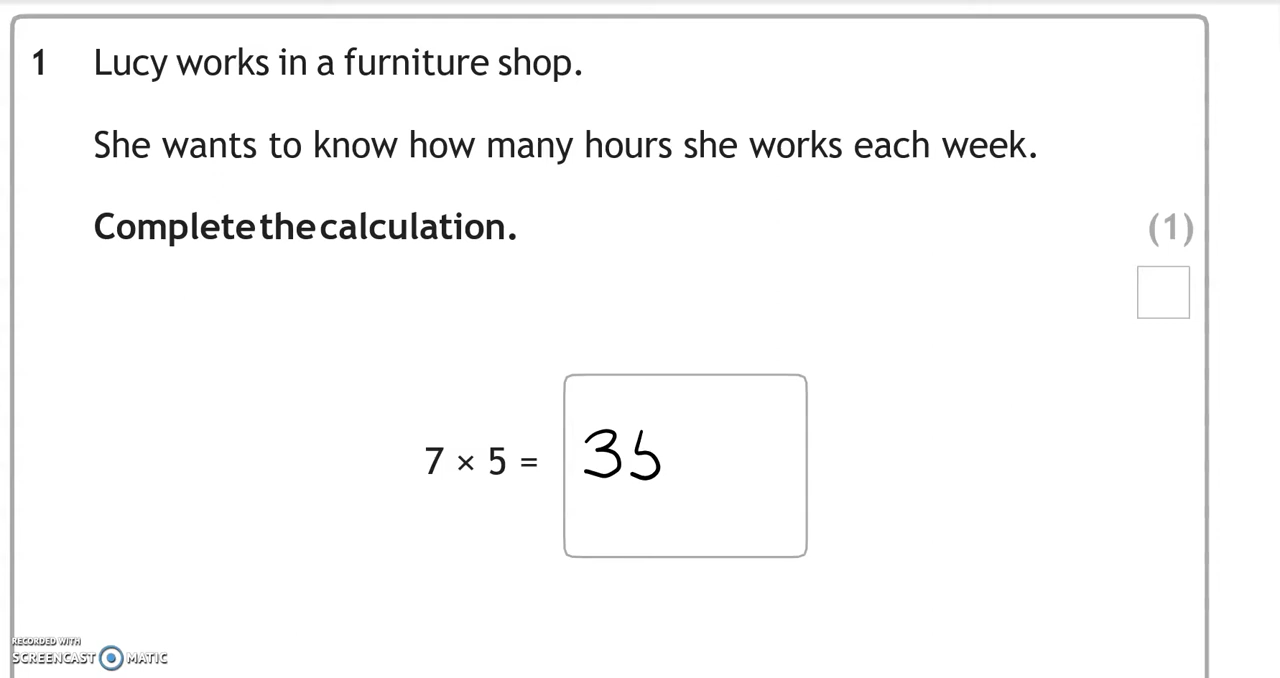 1 Lucy works in a furniture shop.
She wants to know how many hours she works each week.
Complete the calculation.
(1)
7 × 5 = 35
RECORDED WITH
SCREENCAST MATIC